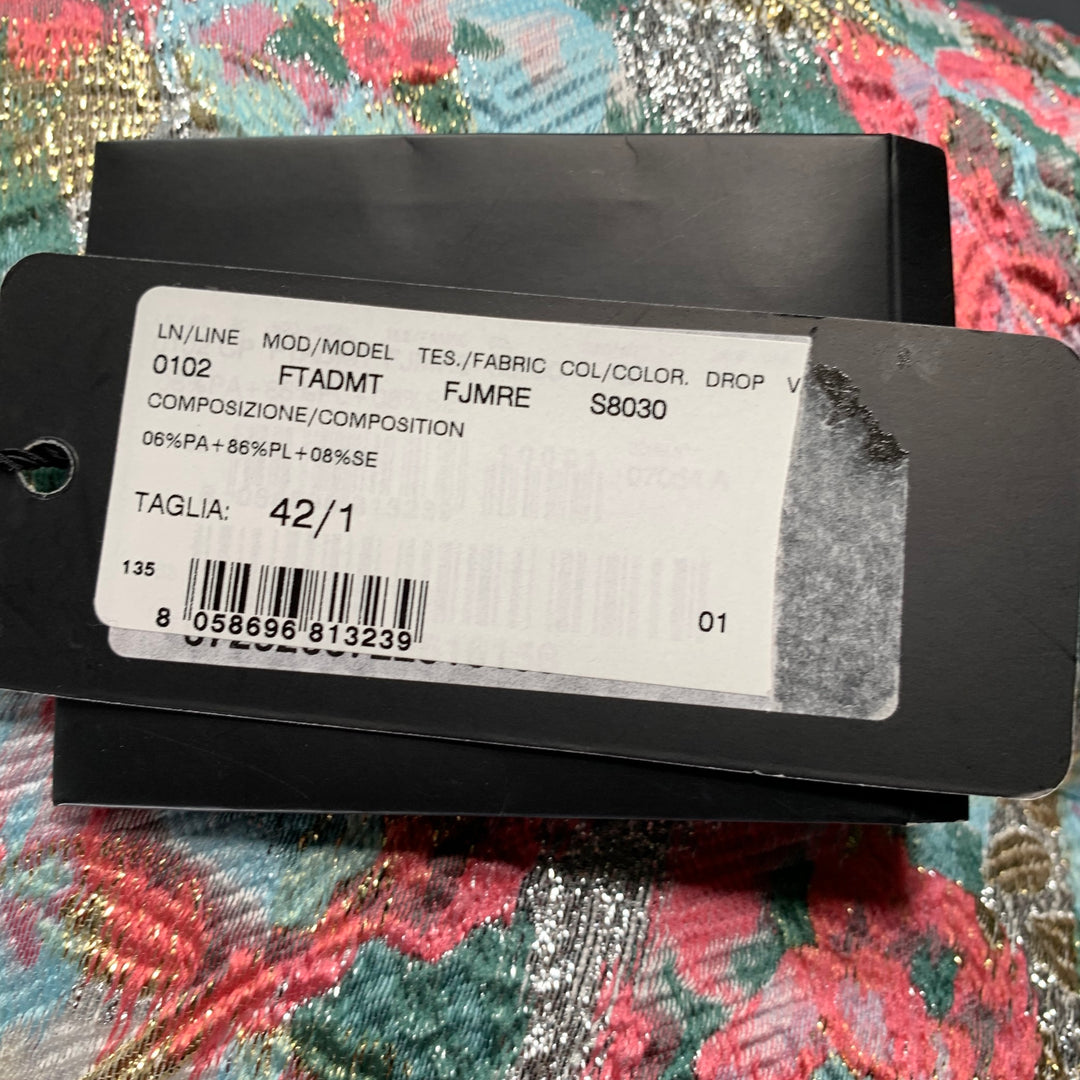 LN/LINE MOD/MODEL TES./FABRIC COL/COLOR. DROP V
0102 FTADMT FJMRE S8030
COMPOSIZIONE/COMPOSITION
06%PA+86%PL+08%SE
TAGLIA: 42/1
135
8 058696 813239
01